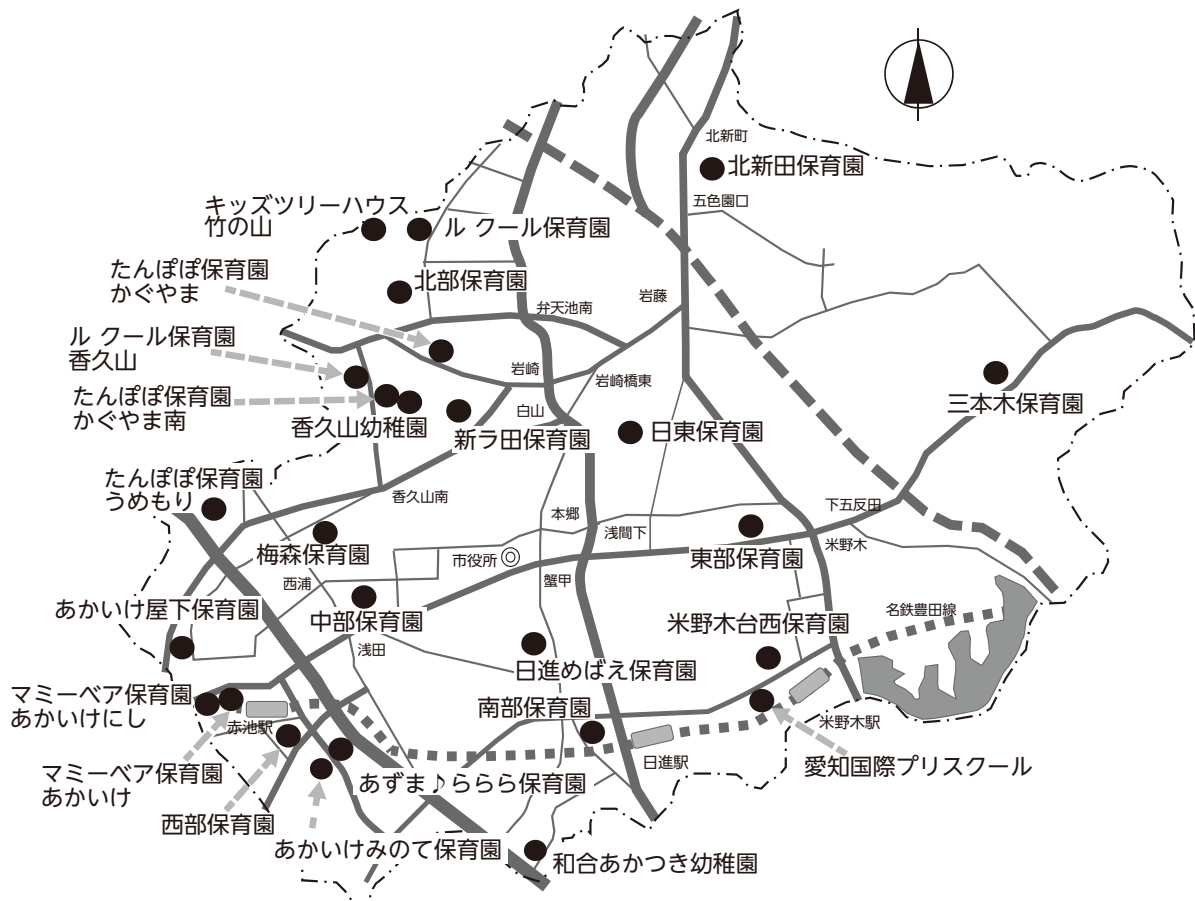 北新町
北新田保育園
五色園口
キッズツリーハウス
竹の山
ル クール保育園
たんぽぽ保育園
かぐやま
北部保育園
岩藤
弁天池南
ル クール保育園
香久山
岩崎
岩崎橋東
たんぽぽ保育園
かぐやま南
白山
三本木保育園
香久山幼稚園
新ラ田保育園
日東保育園
たんぽぽ保育園
うめもり
香久山南
本郷
浅間下
下五反田
米野木
梅森保育園
市役所
東部保育園
西浦
蟹甲
あかいけ屋下保育園
中部保育園
名鉄豊田線
米野木台西保育園
浅田
日進めばえ保育園
マミーベア保育園
あかいけにし
南部保育園
赤池駅
米野木駅
日進駅
愛知国際プリスクール
マミーベア保育園
あかいけ
あずま♪ららら保育園
西部保育園
あかいけみのて保育園
和合あかつき幼稚園